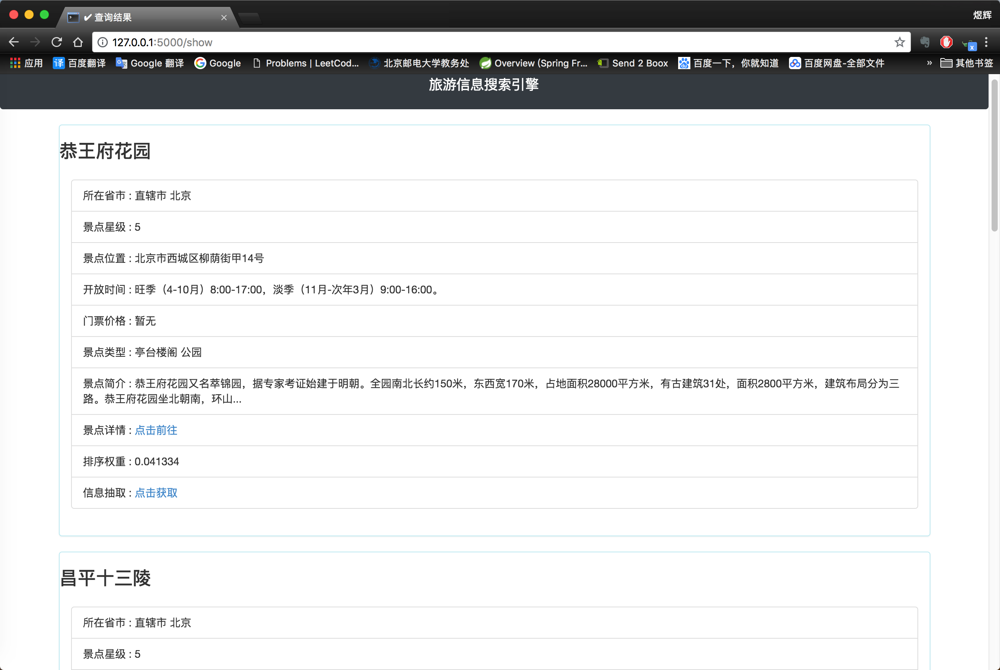 ✔ 查询结果
煜辉
127.0.0.1:5000/show
应用 百度翻译 Google 翻译 Google Problems | LeetCod... 北京邮电大学教务处 Overview (Spring Fr... Send 2 Boox 百度一下，你就知道 百度网盘-全部文件 » 其他书签
旅游信息搜索引擎
恭王府花园
所在省市 : 直辖市 北京
景点星级 : 5
景点位置 : 北京市西城区柳荫街甲14号
开放时间 : 旺季（4-10月）8:00-17:00，淡季（11月-次年3月）9:00-16:00。
门票价格 : 暂无
景点类型 : 亭台楼阁 公园
景点简介 : 恭王府花园又名萃锦园，据专家考证始建于明朝。全园南北长约150米，东西宽170米，占地面积28000平方米，有古建筑31处，面积2800平方米，建筑布局分为三
路。恭王府花园坐北朝南，环山...
景点详情 : 点击前往
排序权重 : 0.041334
信息抽取 : 点击获取
昌平十三陵
所在省市 : 直辖市 北京
景点星级 : 5